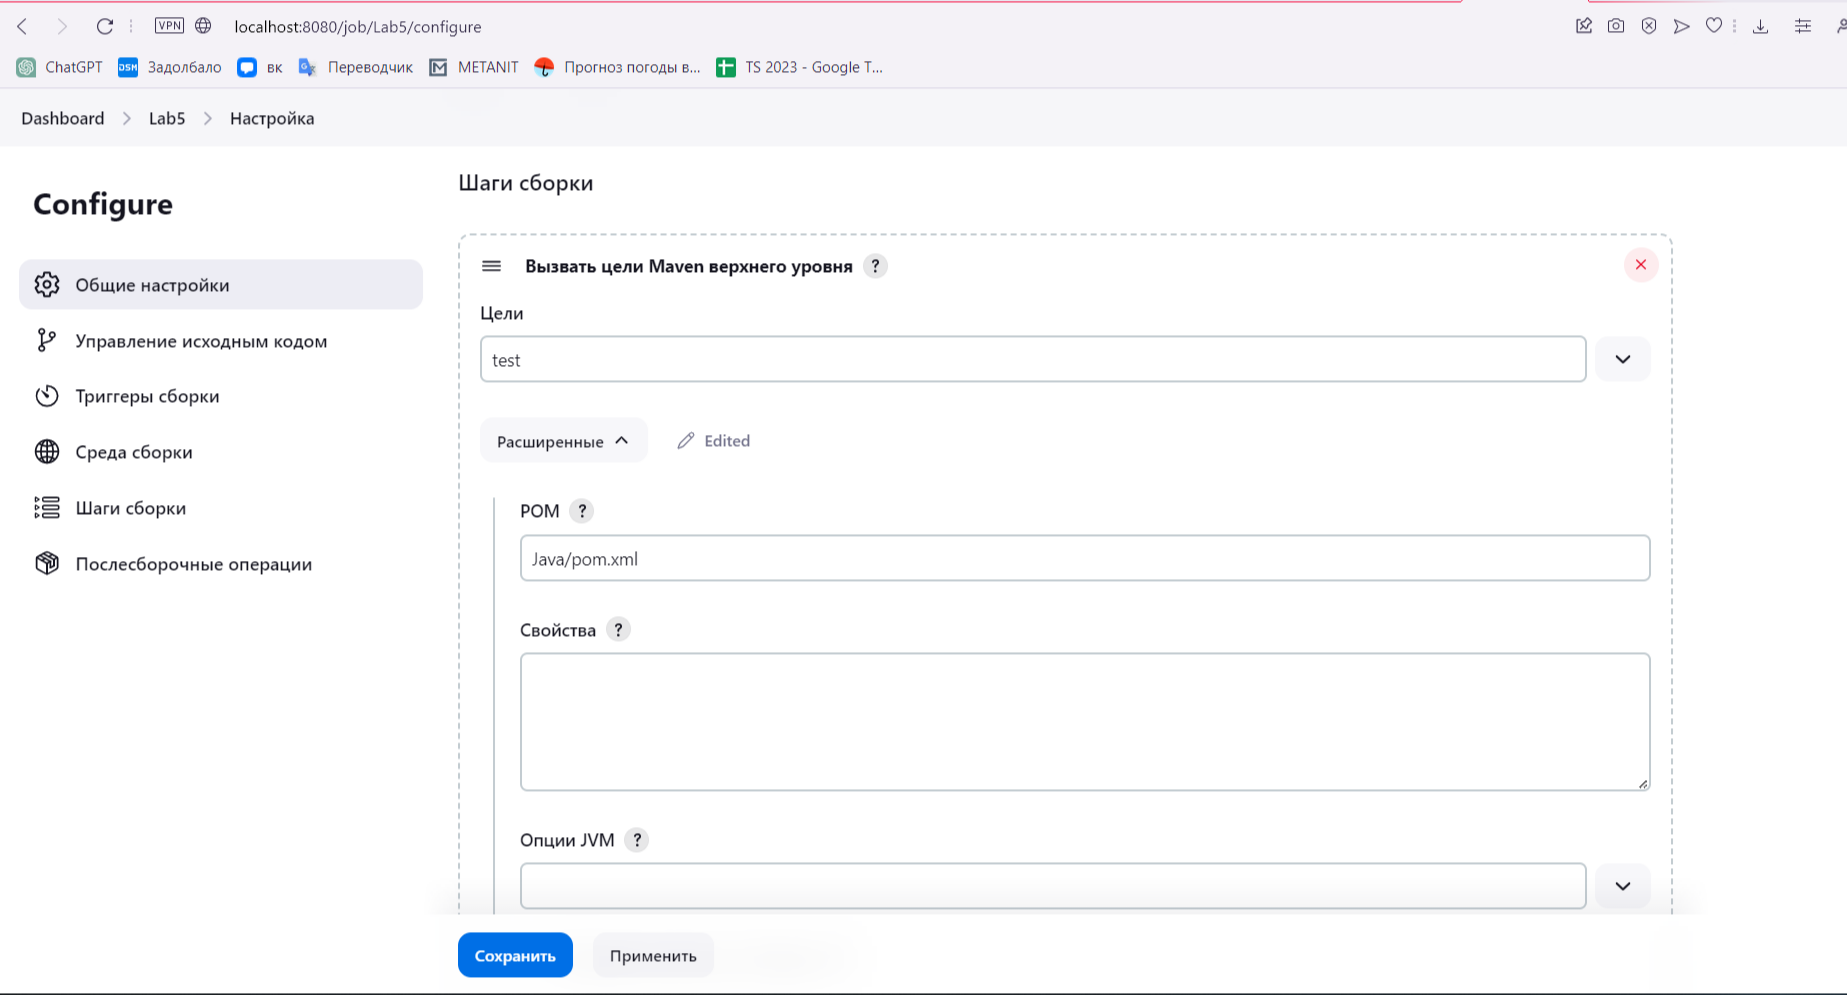 VPN localhost:8080/job/Lab5/configure
ChatGPT DSM Задолбало вк Переводчик METANIT Прогноз погоды в... TS 2023 - Google Т...
Dashboard Lab5 Настройка
Configure
Общие настройки
Управление исходным кодом
Триггеры сборки
Среда сборки
Шаги сборки
Послесборочные операции
Шаги сборки
Вызвать цели Maven верхнего уровня ?
Цели
test
Расширенные Edited
POM ?
Java/pom.xml
Свойства ?
Опции JVM ?
Сохранить Применить